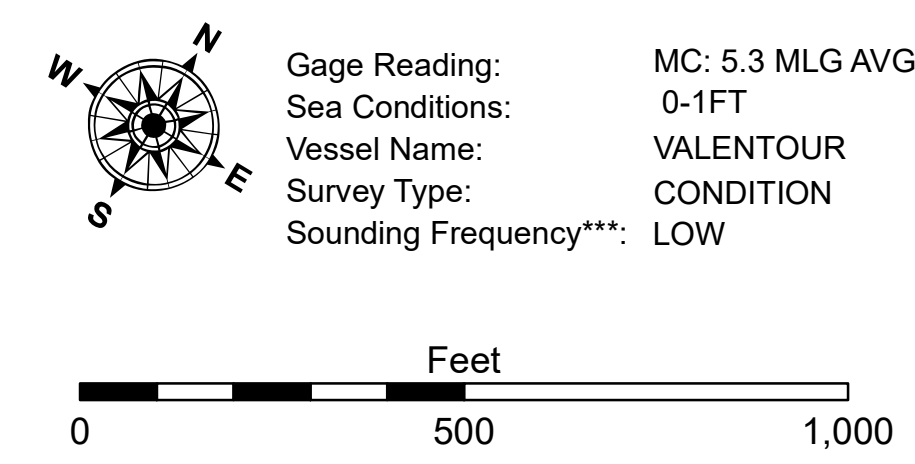 N
W
E
S
Gage Reading: MC: 5.3 MLG AVG
Sea Conditions: 0-1FT
Vessel Name: VALENTOUR
Survey Type: CONDITION
Sounding Frequency***: LOW
Feet
0 500 1,000